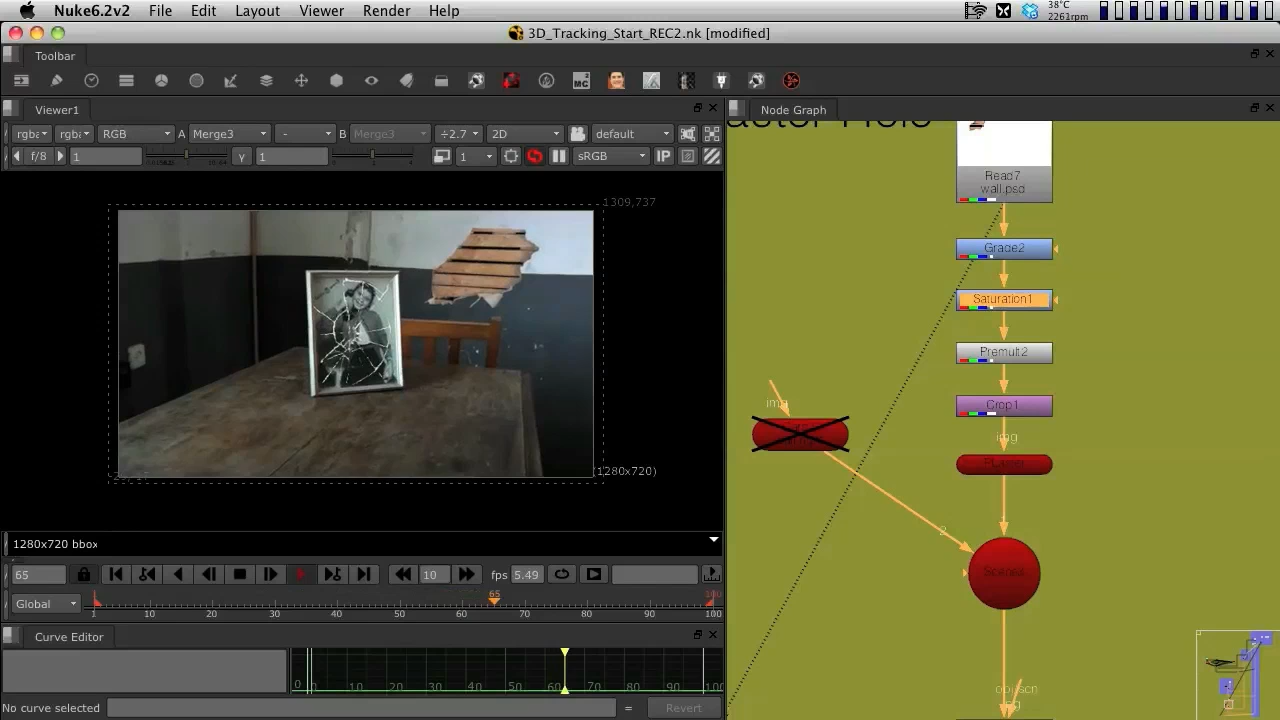 Nuke6.2v2 File Edit Layout Viewer Render Help
38°C
2261rpm
3D_Tracking_Start_REC2.nk [modified]
Toolbar
Viewer1
rgba rgba RGB A Merge3 - B Merge3 ÷2.7 2D default
f/8 1 Y 1 1 sRGB IP
1309,737
(1280x720)
1280x720 bbox
65 10 fps 5.49
Global 1 10 20 30 40 50 60 65 70 80 90 100 100
Curve Editor
0 10 20 30 40 50 60 70 80 90 100
No curve selected = Revert
Node Graph
Read7
wall.psd
Grade2
Saturation1
Premult2
Crop1
img
img
2